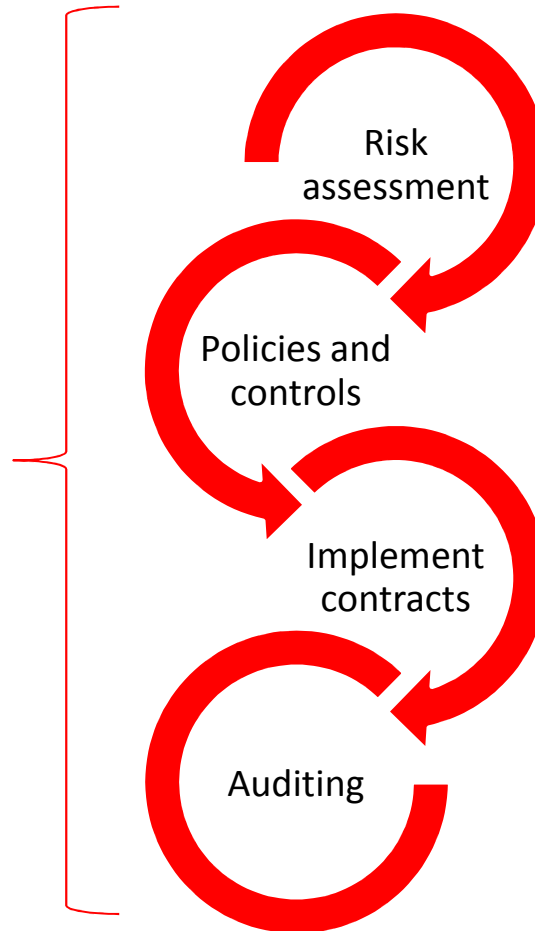 Risk
assessment
Policies and
controls
Implement
contracts
Auditing